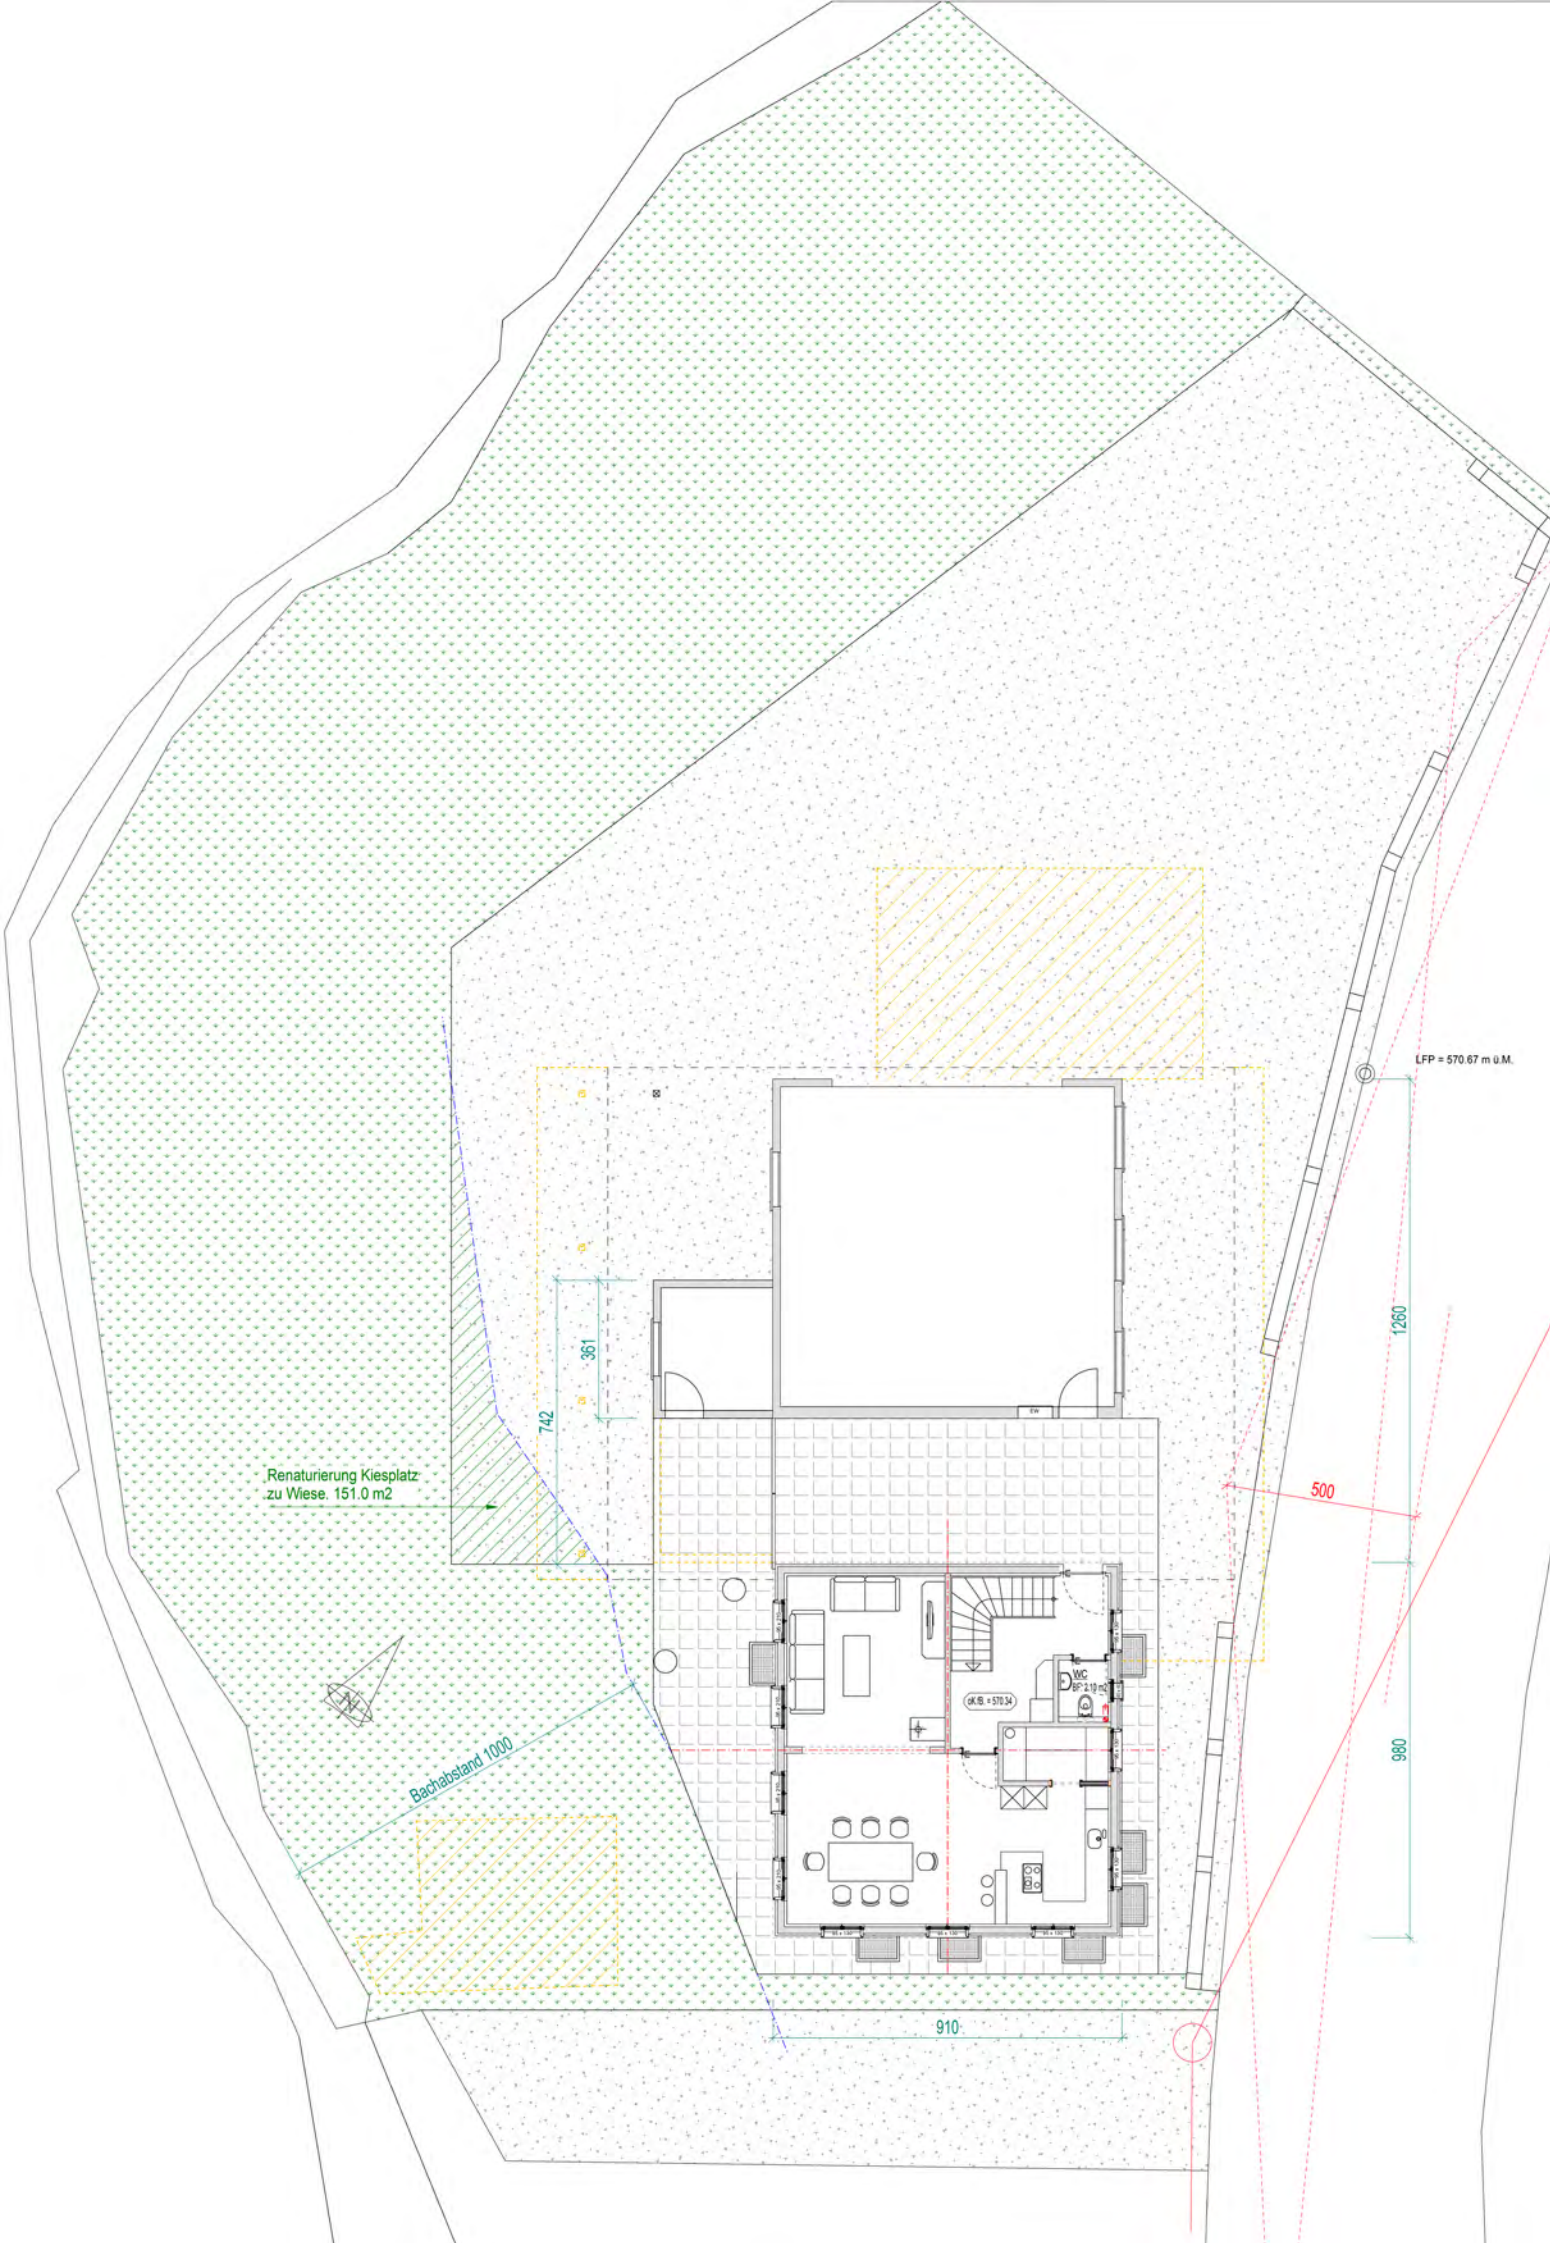 LFP = 570.67 m ü.M.
1260
361
742
Renaturierung Kiesplatz
zu Wiese. 151.0 m2
EW
500
WC
BF: 2.10 m2
oK.fB. = 570.34
N
Bachabstand 1000
980
910